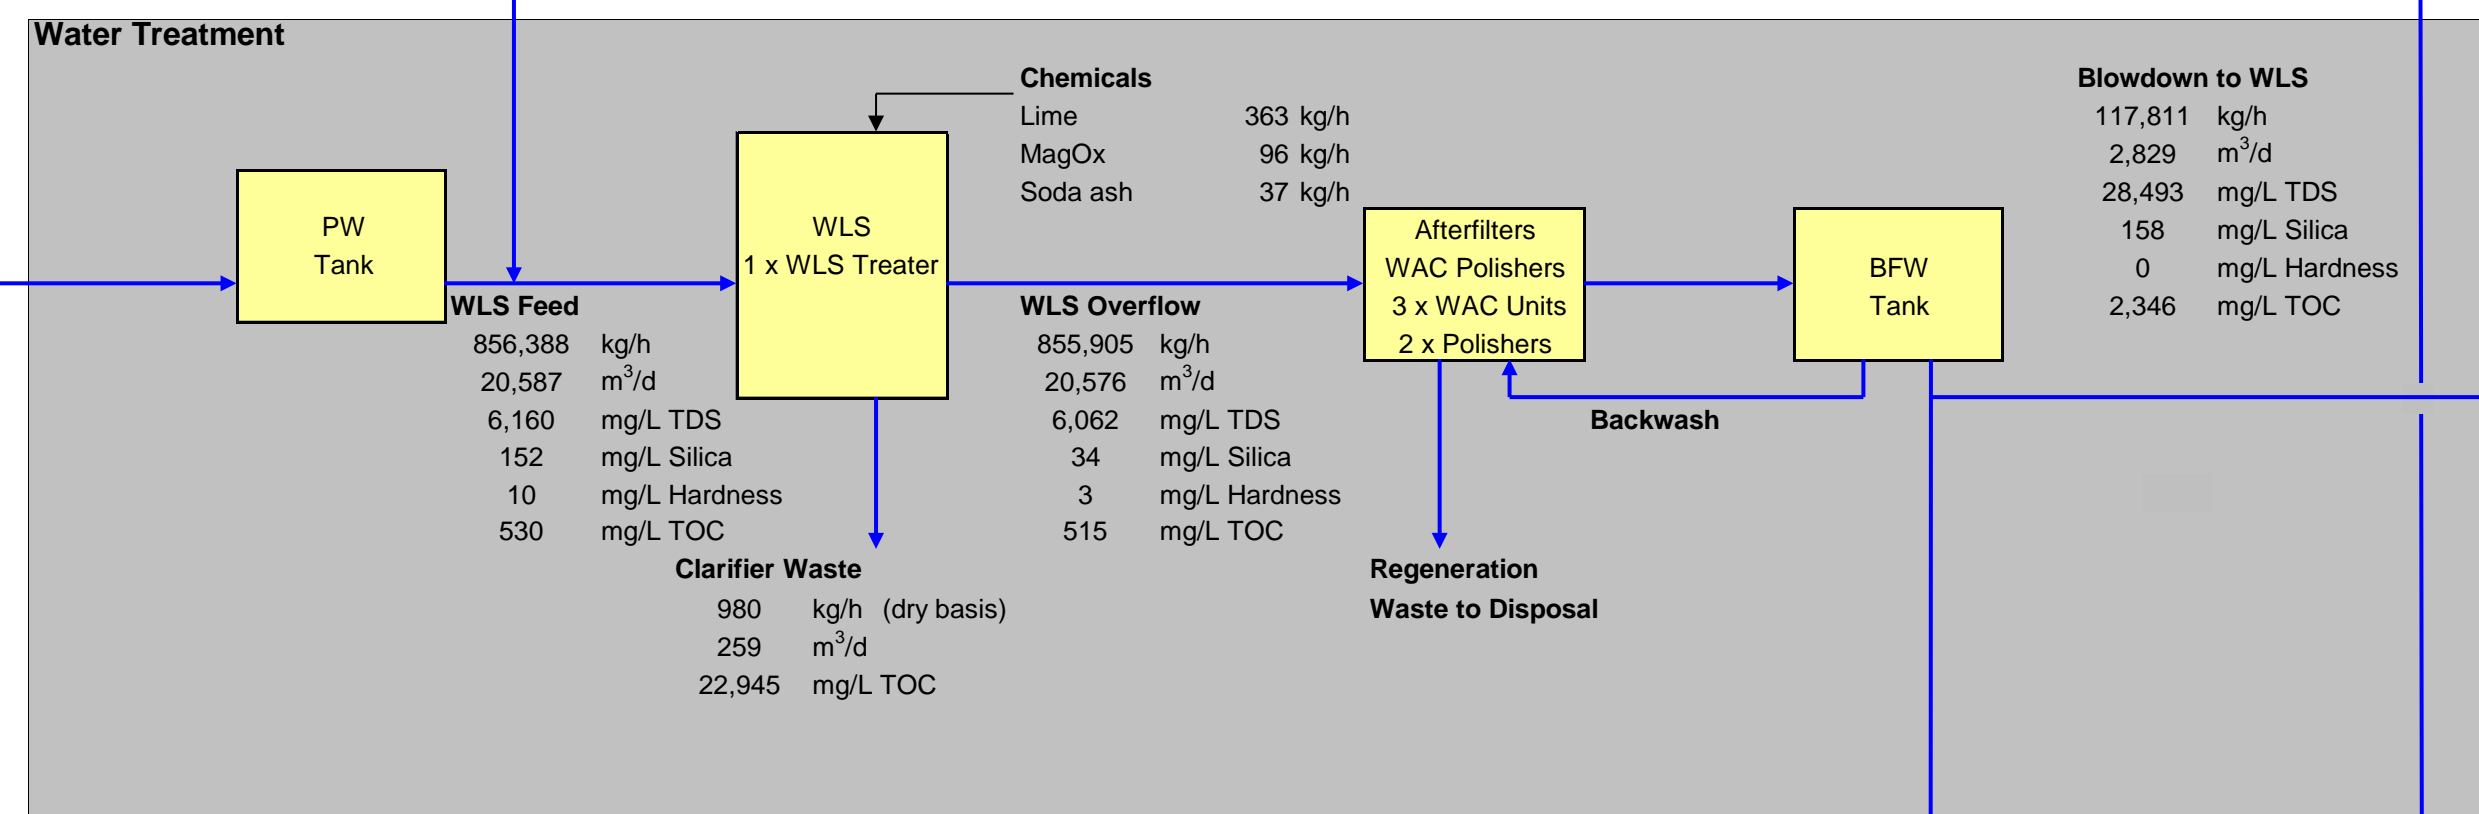 Water Treatment
Chemicals
Lime 363 kg/h
MagOx 96 kg/h
Soda ash 37 kg/h
Blowdown to WLS
117,811 kg/h
2,829 m³/d
28,493 mg/L TDS
158 mg/L Silica
0 mg/L Hardness
2,346 mg/L TOC
PW
Tank
WLS
1 x WLS Treater
Afterfilters
WAC Polishers
3 x WAC Units
2 x Polishers
BFW
Tank
WLS Feed
856,388 kg/h
20,587 m³/d
6,160 mg/L TDS
152 mg/L Silica
10 mg/L Hardness
530 mg/L TOC
WLS Overflow
855,905 kg/h
20,576 m³/d
6,062 mg/L TDS
34 mg/L Silica
3 mg/L Hardness
515 mg/L TOC
Backwash
Clarifier Waste
980 kg/h (dry basis)
259 m³/d
22,945 mg/L TOC
Regeneration
Waste to Disposal